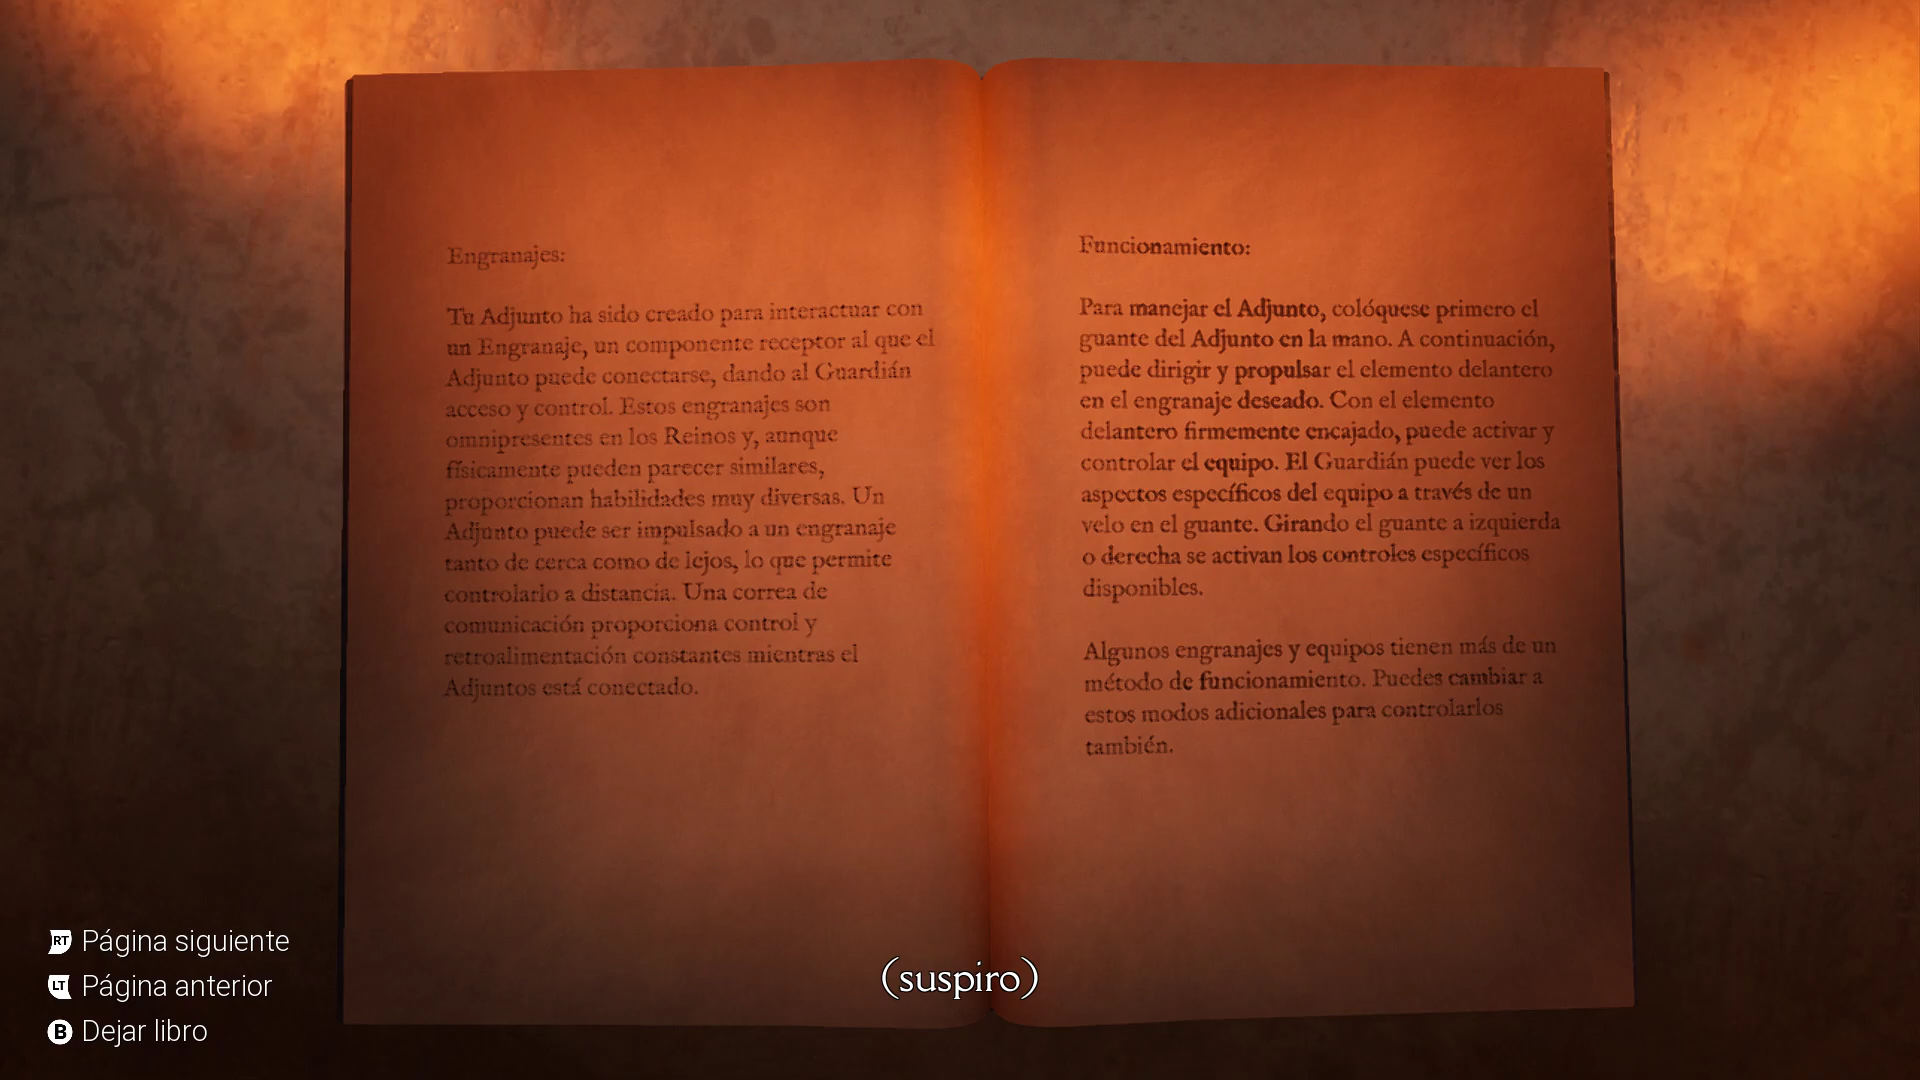 Engranajes:
Tu Adjunto ha sido creado para interactuar con
un Engranaje, un componente receptor al que el
Adjunto puede conectarse, dando al Guardián
acceso y control. Estos engranajes son
omnipresentes en los Reinos y, aunque
físicamente pueden parecer similares,
proporcionan habilidades muy diversas. Un
Adjunto puede ser impulsado a un engranaje
tanto de cerca como de lejos, lo que permite
controlarlo a distancia. Una correa de
comunicación proporciona control y
retroalimentación constantes mientras el
Adjuntos está conectado.
Funcionamiento:
Para manejar el Adjunto, colóquese primero el
guante del Adjunto en la mano. A continuación,
puede dirigir y propulsar el elemento delantero
en el engranaje deseado. Con el elemento
delantero firmemente encajado, puede activar y
controlar el equipo. El Guardián puede ver los
aspectos específicos del equipo a través de un
velo en el guante. Girando el guante a izquierda
o derecha se activan los controles específicos
disponibles.
Algunos engranajes y equipos tienen más de un
método de funcionamiento. Puedes cambiar a
estos modos adicionales para controlarlos
también.
(suspiro)
RT Página siguiente
LT Página anterior
B Dejar libro